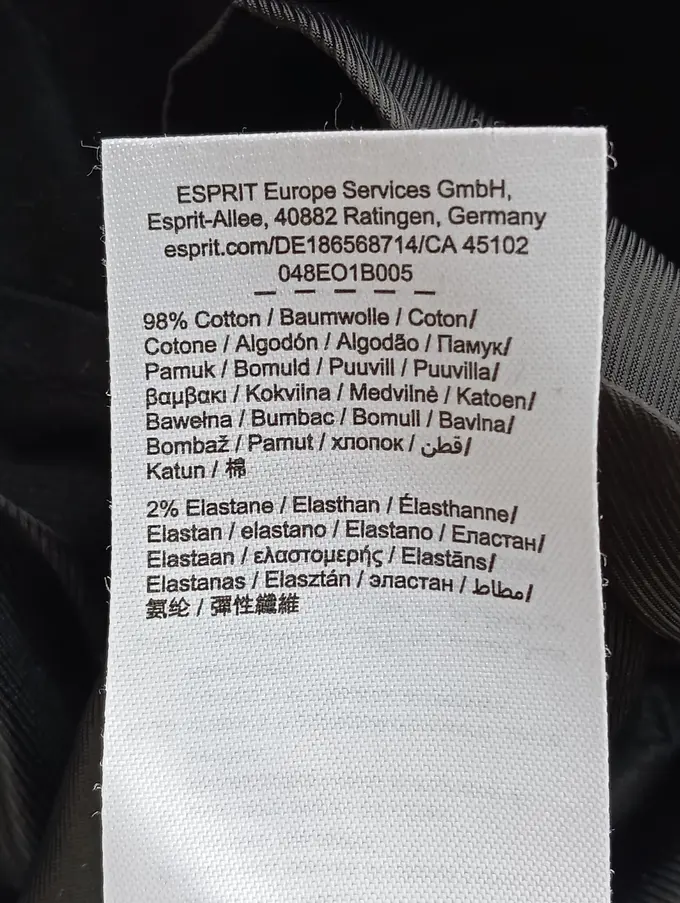 ESPRIT Europe Services GmbH,
Esprit-Allee, 40882 Ratingen, Germany
esprit.com/DE186568714/CA 45102
048EO1B005
98% Cotton / Baumwolle / Coton/
Cotone / Algodón / Algodão / Памук/
Pamuk / Bomuld / Puuvill / Puuvilla/
βαμβακι / Kokvilna / Medvilnė / Katoen/
Bawełna / Bumbac / Bomull / Bavlna/
Bombaž / Pamut / хлопок / قطن/
Katun / 棉
2% Elastane / Elasthan / Élasthanne/
Elastan / elastano / Elastano / Еластан/
Elastaan / ελαστομερής / Elastāns/
Elastanas / Elasztán / эластан / مطاط/
氨纶 / 彈性纖維